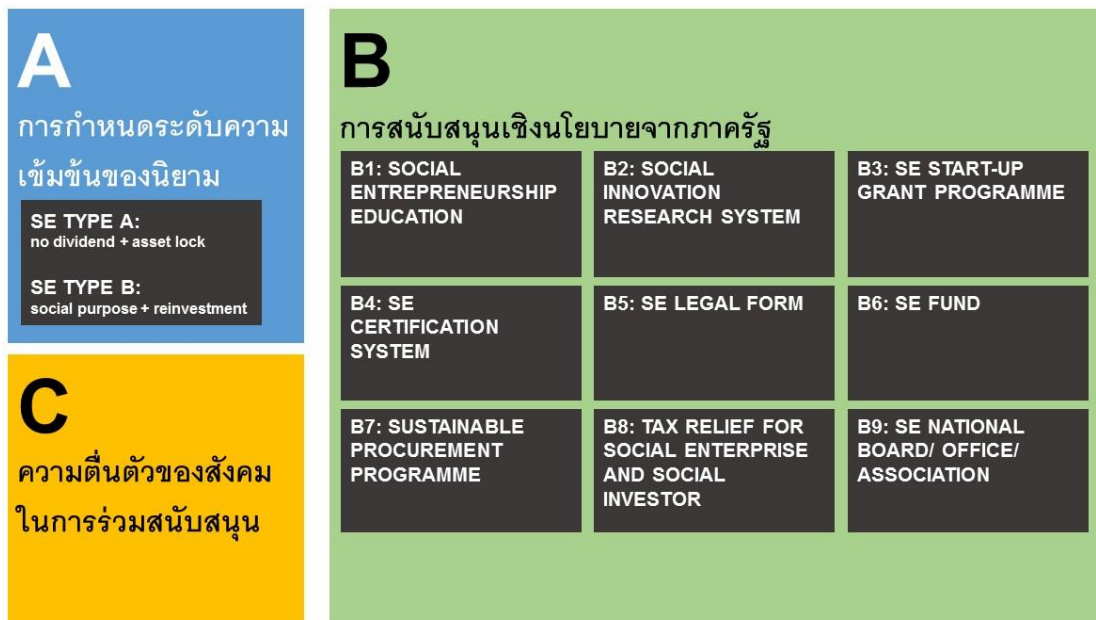 A
การกำหนดระดับความ
เข้มข้นของนิยาม
SE TYPE A:
no dividend + asset lock
SE TYPE B:
social purpose + reinvestment
B
การสนับสนุนเชิงนโยบายจากภาครัฐ
B1: SOCIAL
ENTREPRENEURSHIP
EDUCATION
B2: SOCIAL
INNOVATION
RESEARCH SYSTEM
B3: SE START-UP
GRANT PROGRAMME
B4: SE
CERTIFICATION
SYSTEM
B5: SE LEGAL FORM
B6: SE FUND
B7: SUSTAINABLE
PROCUREMENT
PROGRAMME
B8: TAX RELIEF FOR
SOCIAL ENTERPRISE
AND SOCIAL
INVESTOR
B9: SE NATIONAL
BOARD/ OFFICE/
ASSOCIATION
C
ความตื่นตัวของสังคม
ในการร่วมสนับสนุน